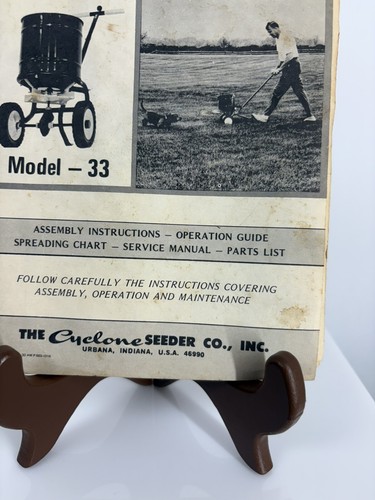 Model – 33
ASSEMBLY INSTRUCTIONS – OPERATION GUIDE
SPREADING CHART – SERVICE MANUAL – PARTS LIST
FOLLOW CAREFULLY THE INSTRUCTIONS COVERING
ASSEMBLY, OPERATION AND MAINTENANCE
THE Cyclone SEEDER CO., INC.
URBANA, INDIANA, U.S.A. 46990